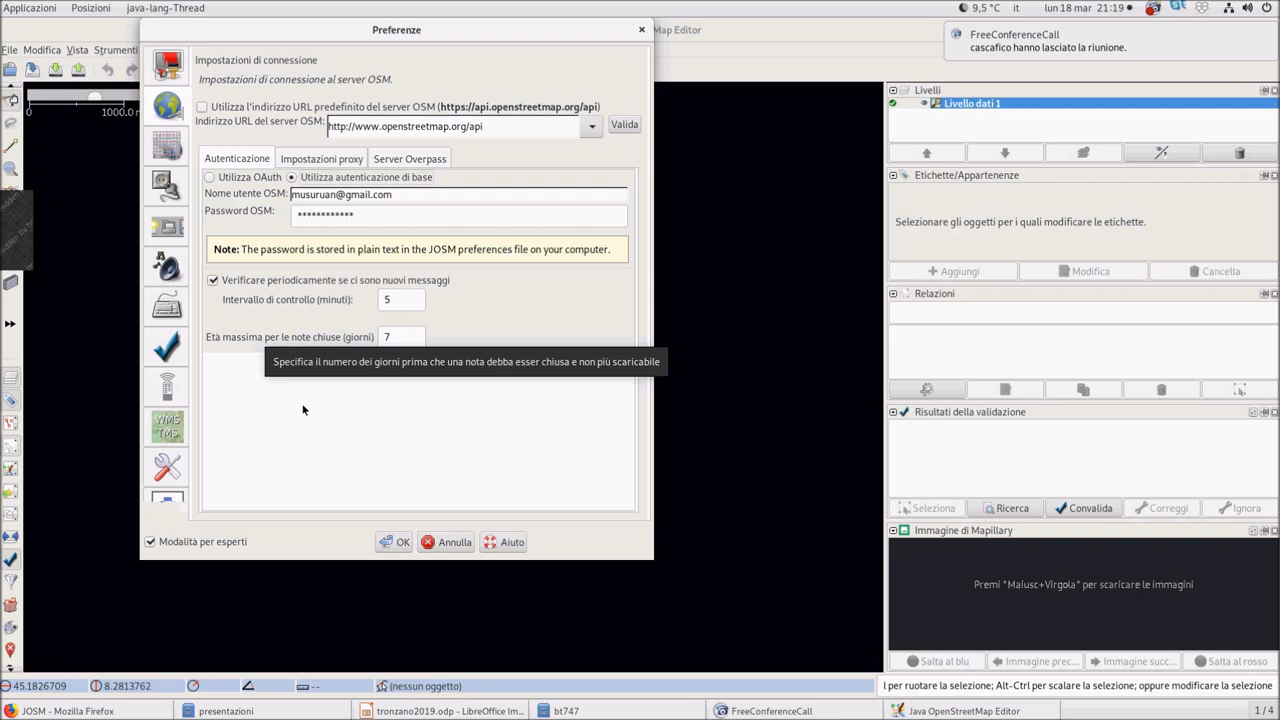 Applicazioni Posizioni java-lang-Thread
9,5 °C it lun 18 mar 21:19
Preferenze
Map Editor
FreeConferenceCall
cascafico hanno lasciato la riunione.
File Modifica Vista Strumenti
Impostazioni di connessione
Impostazioni di connessione al server OSM.
Utilizza l'indirizzo URL predefinito del server OSM (https://api.openstreetmap.org/api)
Indirizzo URL del server OSM: http://www.openstreetmap.org/api Valida
0 1000.0 m
Autenticazione Impostazioni proxy Server Overpass
Utilizza OAuth Utilizza autenticazione di base
Nome utente OSM: musuruan@gmail.com
Password OSM: ************
Note: The password is stored in plain text in the JOSM preferences file on your computer.
Verificare periodicamente se ci sono nuovi messaggi
Intervallo di controllo (minuti): 5
Età massima per le note chiuse (giorni) 7
Specifica il numero dei giorni prima che una nota debba esser chiusa e non più scaricabile
WMS
TMS
Modalità per esperti OK Annulla Aiuto
Livelli
Livello dati 1
Etichette/Appartenenze
Selezionare gli oggetti per i quali modificare le etichette.
Aggiungi Modifica Cancella
Relazioni
Risultati della validazione
Seleziona Ricerca Convalida Correggi Ignora
Immagine di Mapillary
Premi "Maiusc+Virgola" per scaricare le immagini
Salta al blu Immagine prec... Immagine succ... Salta al rosso
45.1826709 8.2813762 -- (nessun oggetto) l per ruotare la selezione; Alt-Ctrl per scalare la selezione; oppure modificare la selezione
JOSM - Mozilla Firefox presentazioni tronzano2019.odp - LibreOffice Im... bt747 FreeConferenceCall Java OpenStreetMap Editor 1 / 4